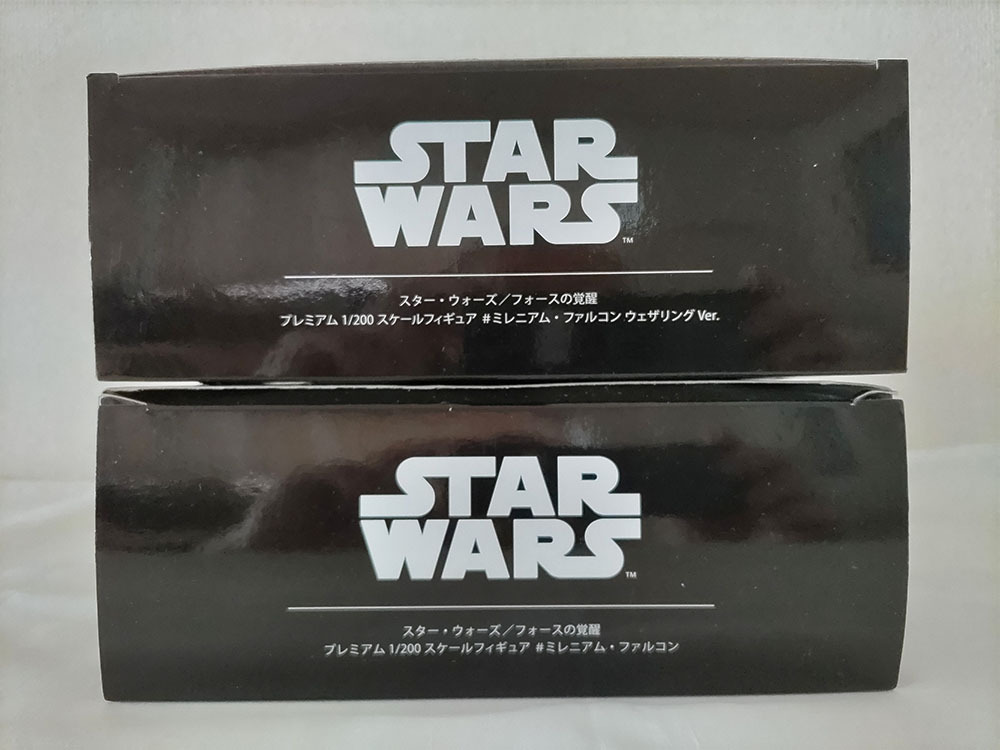 STAR
WARS
TM
スター・ウォーズ／フォースの覚醒
プレミアム 1/200 スケールフィギュア #ミレニアム・ファルコン ウェザリング Ver.
STAR
WARS
TM
スター・ウォーズ／フォースの覚醒
プレミアム 1/200 スケールフィギュア #ミレニアム・ファルコン